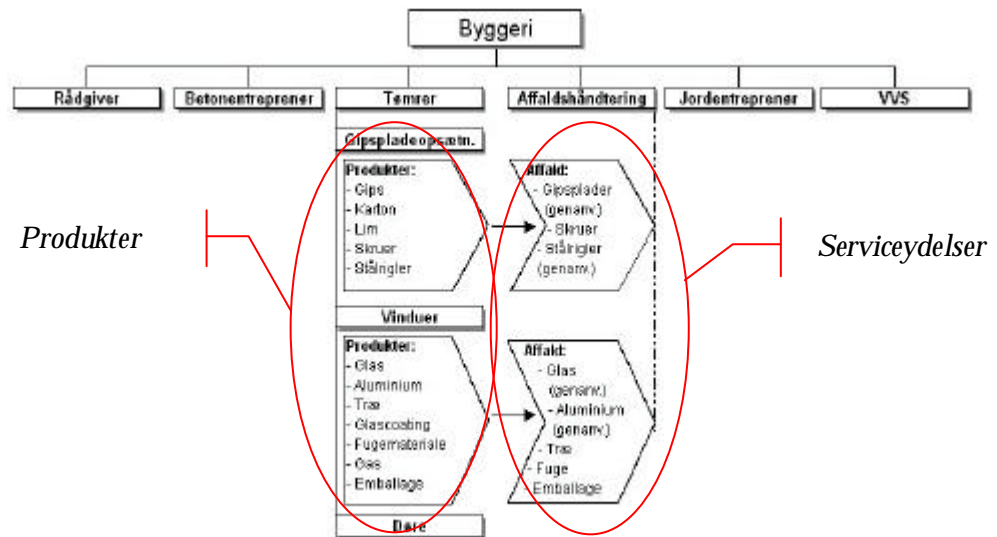 Byggeri
Rådgiver
Betonentreprenør
Tømrer
Affaldshåndtering
Jordentreprenør
VVS
Gipspladeopsætn.
Produkter:
- Gips
- Karton
- Lim
- Skruer
- Stålrigler
Affald:
- Gipsplader
(genanv.)
- Skruer
- Stålrigler
(genanv.)
Produkter
Serviceydelser
Vinduer
Produkter:
- Glas
- Aluminium
- Træ
- Glascoating
- Fugemateriale
- Gas
- Emballage
Affald:
- Glas
(genanv.)
- Aluminium
(genanv.)
- Træ
- Fuge
- Emballage
Døre